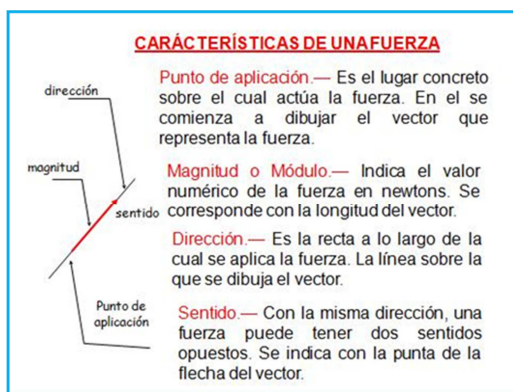 CARÁCTERÍSTICAS DE UNAFUERZA
dirección
magnitud
sentido
Punto de
aplicación
Punto de aplicación.— Es el lugar concreto
sobre el cual actúa la fuerza. En el se
comienza a dibujar el vector que
representa la fuerza.
Magnitud o Módulo.— Indica el valor
numérico de la fuerza en newtons. Se
corresponde con la longitud del vector.
Dirección.— Es la recta a lo largo de la
cual se aplica la fuerza. La línea sobre la
que se dibuja el vector.
Sentido.— Con la misma dirección, una
fuerza puede tener dos sentidos
opuestos. Se indica con la punta de la
flecha del vector.